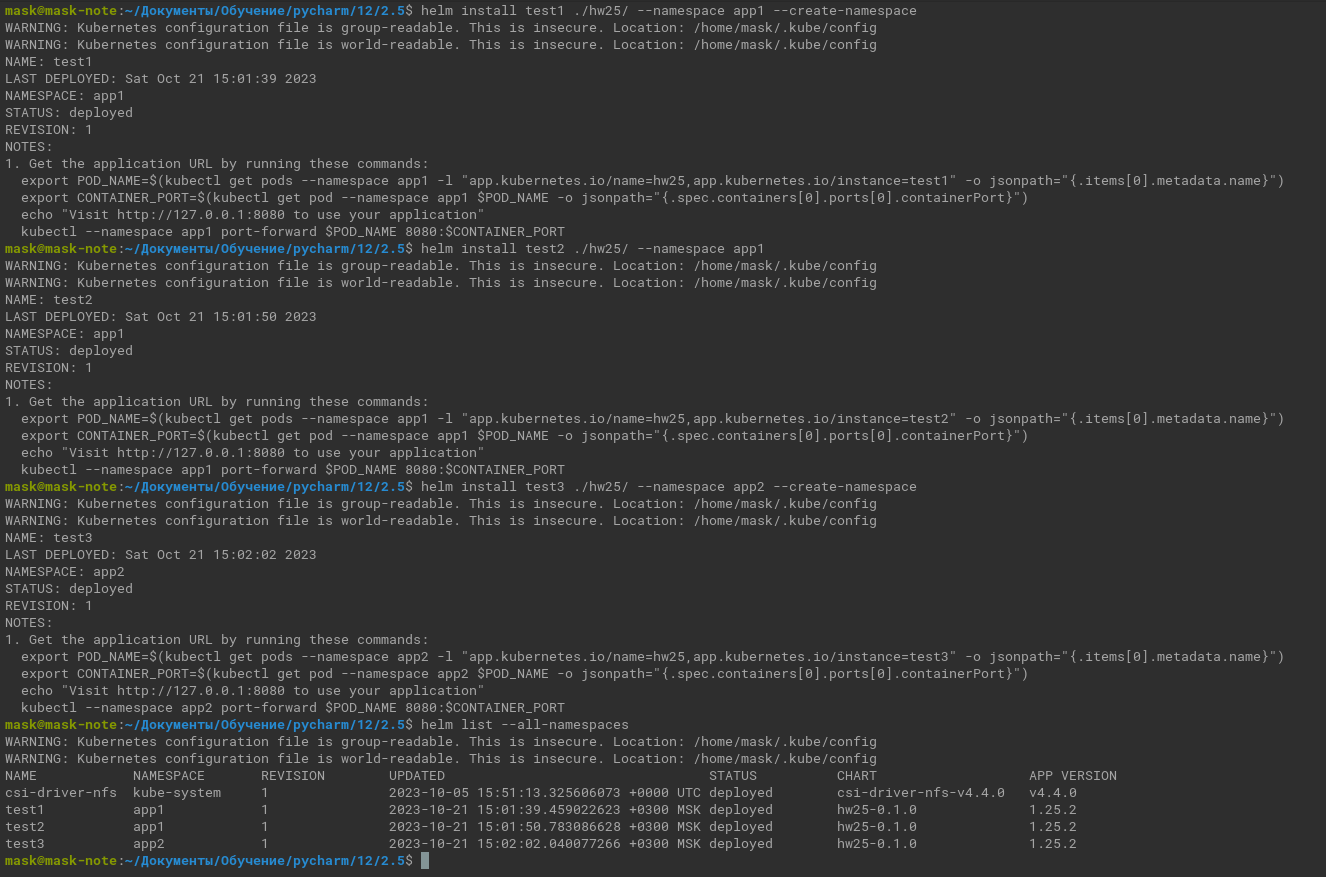 mask@mask-note:~/Документы/Обучение/pycharm/12/2.5$ helm install test1 ./hw25/ --namespace app1 --create-namespace
WARNING: Kubernetes configuration file is group-readable. This is insecure. Location: /home/mask/.kube/config
WARNING: Kubernetes configuration file is world-readable. This is insecure. Location: /home/mask/.kube/config
NAME: test1
LAST DEPLOYED: Sat Oct 21 15:01:39 2023
NAMESPACE: app1
STATUS: deployed
REVISION: 1
NOTES:
1. Get the application URL by running these commands:
  export POD_NAME=$(kubectl get pods --namespace app1 -l "app.kubernetes.io/name=hw25,app.kubernetes.io/instance=test1" -o jsonpath="{.items[0].metadata.name}")
  export CONTAINER_PORT=$(kubectl get pod --namespace app1 $POD_NAME -o jsonpath="{.spec.containers[0].ports[0].containerPort}")
  echo "Visit http://127.0.0.1:8080 to use your application"
  kubectl --namespace app1 port-forward $POD_NAME 8080:$CONTAINER_PORT
mask@mask-note:~/Документы/Обучение/pycharm/12/2.5$ helm install test2 ./hw25/ --namespace app1
WARNING: Kubernetes configuration file is group-readable. This is insecure. Location: /home/mask/.kube/config
WARNING: Kubernetes configuration file is world-readable. This is insecure. Location: /home/mask/.kube/config
NAME: test2
LAST DEPLOYED: Sat Oct 21 15:01:50 2023
NAMESPACE: app1
STATUS: deployed
REVISION: 1
NOTES:
1. Get the application URL by running these commands:
  export POD_NAME=$(kubectl get pods --namespace app1 -l "app.kubernetes.io/name=hw25,app.kubernetes.io/instance=test2" -o jsonpath="{.items[0].metadata.name}")
  export CONTAINER_PORT=$(kubectl get pod --namespace app1 $POD_NAME -o jsonpath="{.spec.containers[0].ports[0].containerPort}")
  echo "Visit http://127.0.0.1:8080 to use your application"
  kubectl --namespace app1 port-forward $POD_NAME 8080:$CONTAINER_PORT
mask@mask-note:~/Документы/Обучение/pycharm/12/2.5$ helm install test3 ./hw25/ --namespace app2 --create-namespace
WARNING: Kubernetes configuration file is group-readable. This is insecure. Location: /home/mask/.kube/config
WARNING: Kubernetes configuration file is world-readable. This is insecure. Location: /home/mask/.kube/config
NAME: test3
LAST DEPLOYED: Sat Oct 21 15:02:02 2023
NAMESPACE: app2
STATUS: deployed
REVISION: 1
NOTES:
1. Get the application URL by running these commands:
  export POD_NAME=$(kubectl get pods --namespace app2 -l "app.kubernetes.io/name=hw25,app.kubernetes.io/instance=test3" -o jsonpath="{.items[0].metadata.name}")
  export CONTAINER_PORT=$(kubectl get pod --namespace app2 $POD_NAME -o jsonpath="{.spec.containers[0].ports[0].containerPort}")
  echo "Visit http://127.0.0.1:8080 to use your application"
  kubectl --namespace app2 port-forward $POD_NAME 8080:$CONTAINER_PORT
mask@mask-note:~/Документы/Обучение/pycharm/12/2.5$ helm list --all-namespaces
WARNING: Kubernetes configuration file is group-readable. This is insecure. Location: /home/mask/.kube/config
WARNING: Kubernetes configuration file is world-readable. This is insecure. Location: /home/mask/.kube/config
NAME            NAMESPACE       REVISION        UPDATED                                 STATUS          CHART                   APP VERSION
csi-driver-nfs  kube-system     1               2023-10-05 15:51:13.325606073 +0000 UTC deployed        csi-driver-nfs-v4.4.0   v4.4.0
test1           app1            1               2023-10-21 15:01:39.459022623 +0300 MSK deployed        hw25-0.1.0              1.25.2
test2           app1            1               2023-10-21 15:01:50.783086628 +0300 MSK deployed        hw25-0.1.0              1.25.2
test3           app2            1               2023-10-21 15:02:02.040077266 +0300 MSK deployed        hw25-0.1.0              1.25.2
mask@mask-note:~/Документы/Обучение/pycharm/12/2.5$